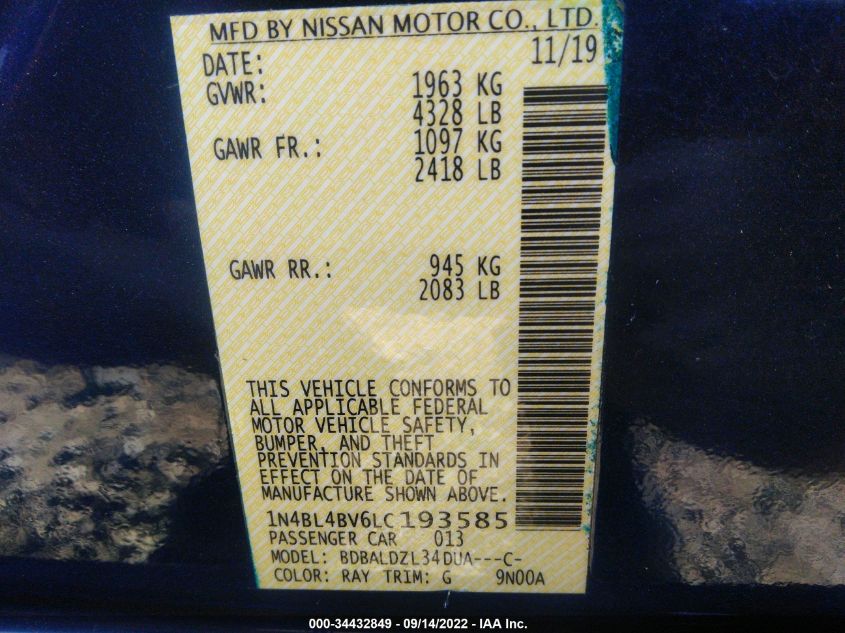 MFD BY NISSAN MOTOR CO., LTD.
DATE: 11/19
GVWR: 1963 KG
4328 LB
GAWR FR.: 1097 KG
2418 LB
GAWR RR.: 945 KG
2083 LB
THIS VEHICLE CONFORMS TO
ALL APPLICABLE FEDERAL
MOTOR VEHICLE SAFETY,
BUMPER, AND THEFT
PREVENTION STANDARDS IN
EFFECT ON THE DATE OF
MANUFACTURE SHOWN ABOVE.
1N4BL4BV6LC193585
PASSENGER CAR 013
MODEL: BDBALDZL34DUA---C-
COLOR: RAY TRIM: G 9N00A
000-34432849 - 09/14/2022 - IAA Inc.